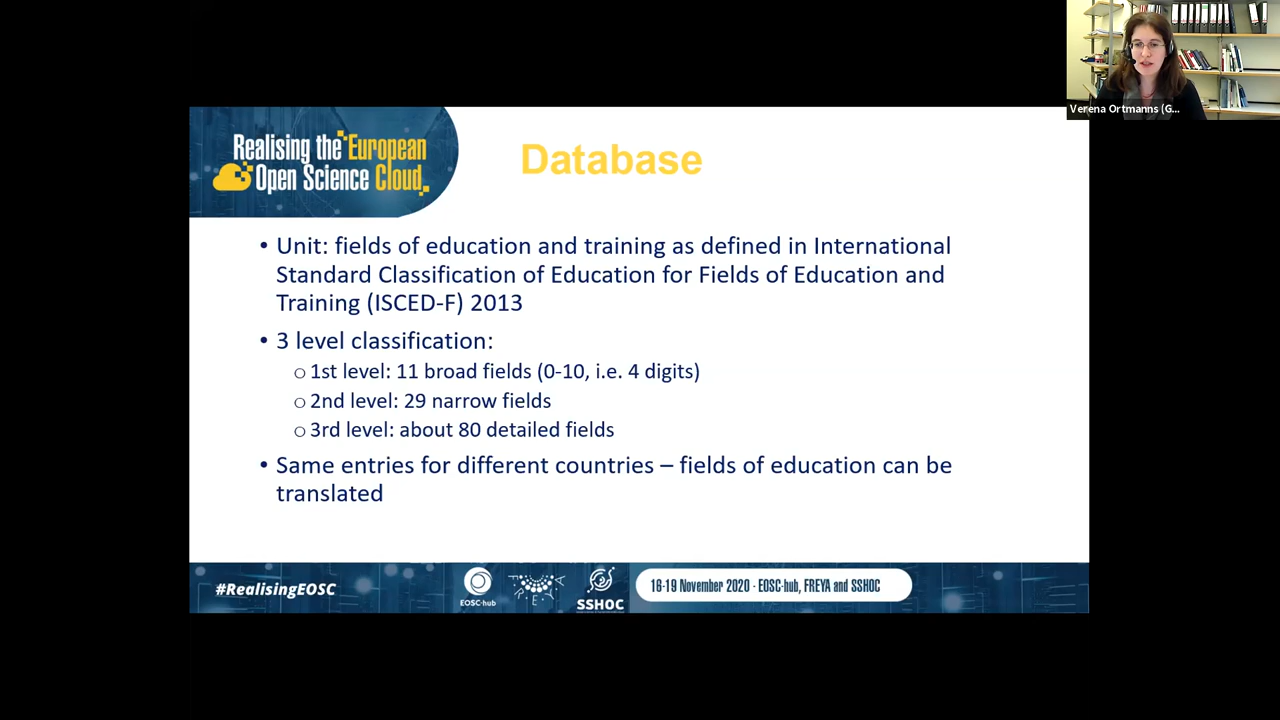 Verena Ortmanns (G...
Realising the European
Open Science Cloud
Database
• Unit: fields of education and training as defined in International
Standard Classification of Education for Fields of Education and
Training (ISCED-F) 2013
• 3 level classification:
○ 1st level: 11 broad fields (0-10, i.e. 4 digits)
○ 2nd level: 29 narrow fields
○ 3rd level: about 80 detailed fields
• Same entries for different countries – fields of education can be
translated
#RealisingEOSC
EOSC-hub
FREYA
SSHOC
16-19 November 2020 - EOSC-hub, FREYA and SSHOC